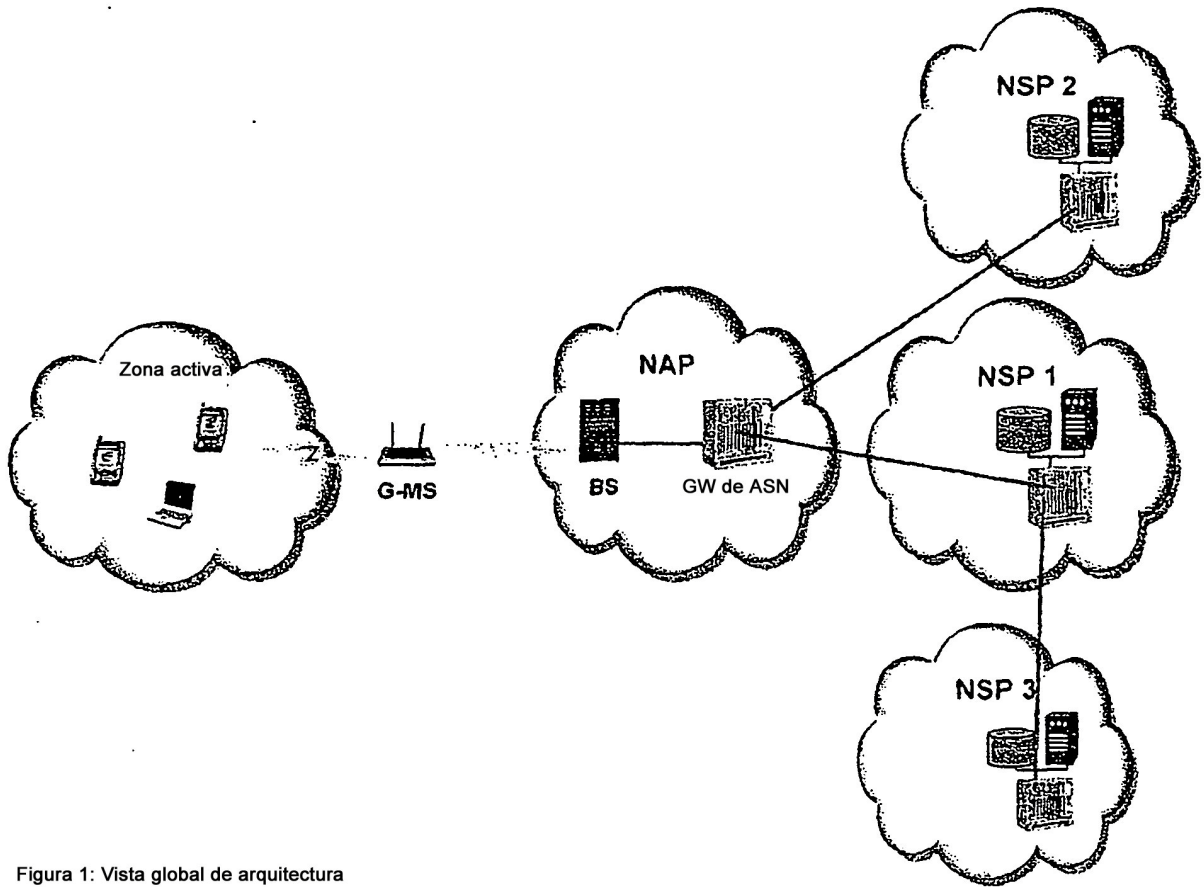 NSP 2
NAP
NSP 1
Zona activa
G-MS
BS
GW de ASN
NSP 3
Figura 1: Vista global de arquitectura